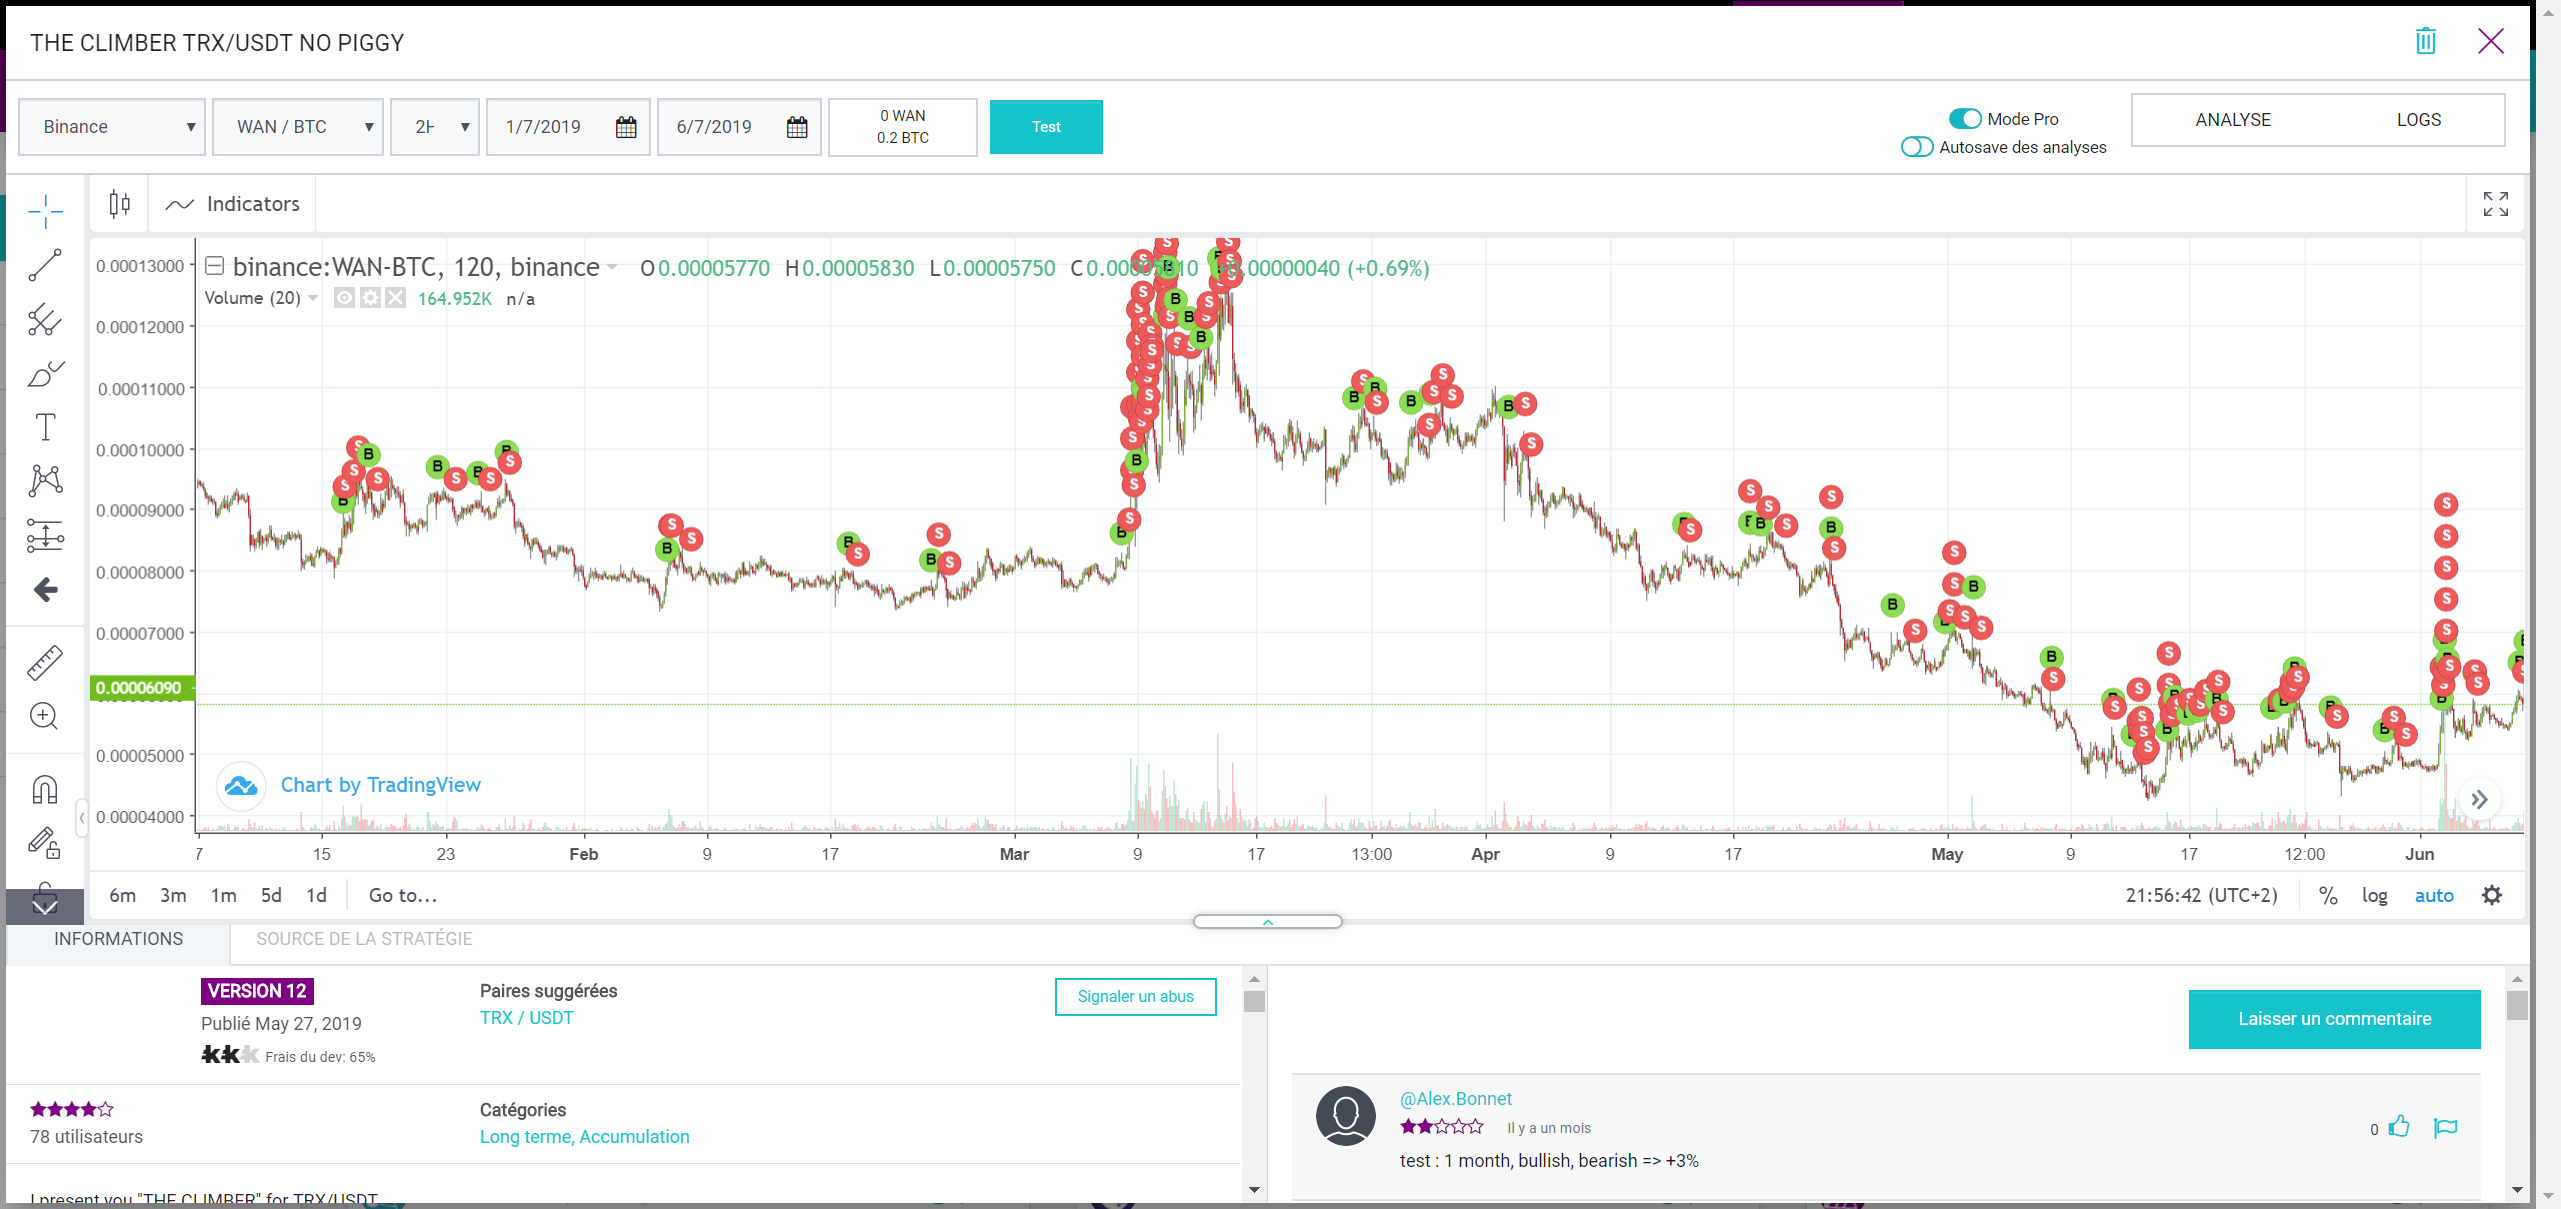 THE CLIMBER TRX/USDT NO PIGGY
Binance
WAN / BTC
1/7/2019
6/7/2019
0 WAN
0.2 BTC
Test
Mode Pro
Autosave des analyses
ANALYSE
LOGS
Indicators
binance:WAN-BTC, 120, binance
O0.00005770 H0.00005830 L0.00005750 (+0.69%)
Volume (20) 164.952K n/a
0.00013000
0.00012000
0.00011000
0.00010000
0.00009000
0.00008000
0.00007000
0.00006090
0.00005000
0.00004000
Chart by TradingView
7 15 23 Feb 9 17 Mar 9 17 13:00 Apr 9 17 May 9 17 12:00 Jun
6m 3m 1m 5d 1d Go to...
21:56:42 (UTC+2) % log auto
INFORMATIONS
SOURCE DE LA STRATÉGIE
VERSION 12
Publié May 27, 2019
Frais du dev: 65%
Paires suggérées
TRX / USDT
Signaler un abus
78 utilisateurs
Catégories
Long terme, Accumulation
I present you "THE CLIMBER" for TRX/USDT
Laisser un commentaire
@Alex.Bonnet
Il y a un mois
0
test : 1 month, bullish, bearish => +3%